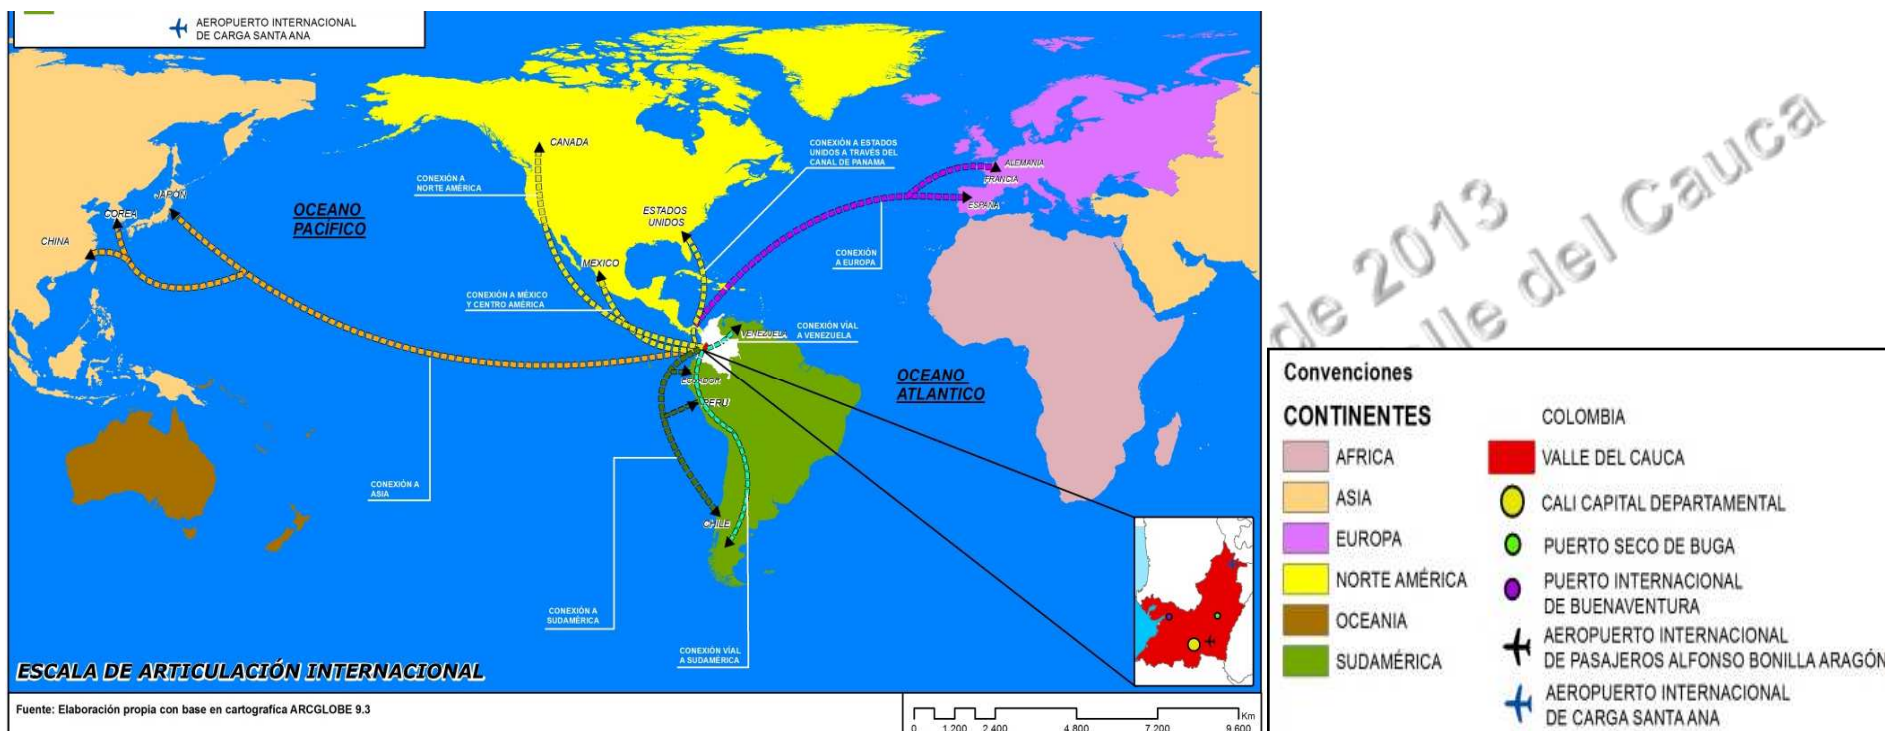 AEROPUERTO INTERNACIONAL
DE CARGA SANTA ANA
CANADA
CONEXIÓN A ESTADOS
UNIDOS A TRAVÉS DEL
CANAL DE PANAMA
ALEMANIA
FRANCIA
CONEXIÓN A
NORTE AMÉRICA
JAPÓN
COREA
OCEANO
PACÍFICO
ESTADOS
UNIDOS
ESPAÑA
CHINA
CONEXIÓN
A EUROPA
MEXICO
CONEXIÓN A MÉXICO
Y CENTRO AMÉRICA
VENEZUELA
CONEXIÓN VÍAL
A VENEZUELA
ECUADOR
OCEANO
ATLANTICO
PERU
CONEXIÓN A
ASIA
CHILE
CONEXIÓN A
SUDAMÉRICA
CONEXIÓN VÍAL
A SUDAMÉRICA
ESCALA DE ARTICULACIÓN INTERNACIONAL
Fuente: Elaboración propia con base en cartografica ARCGLOBE 9.3
0 1.200 2.400 4.800 7.200 9.600 Km
de 2013
lle del Cauca
Convenciones
CONTINENTES
AFRICA
ASIA
EUROPA
NORTE AMÉRICA
OCEANIA
SUDAMÉRICA
COLOMBIA
VALLE DEL CAUCA
CALI CAPITAL DEPARTAMENTAL
PUERTO SECO DE BUGA
PUERTO INTERNACIONAL
DE BUENAVENTURA
AEROPUERTO INTERNACIONAL
DE PASAJEROS ALFONSO BONILLA ARAGÓN
AEROPUERTO INTERNACIONAL
DE CARGA SANTA ANA